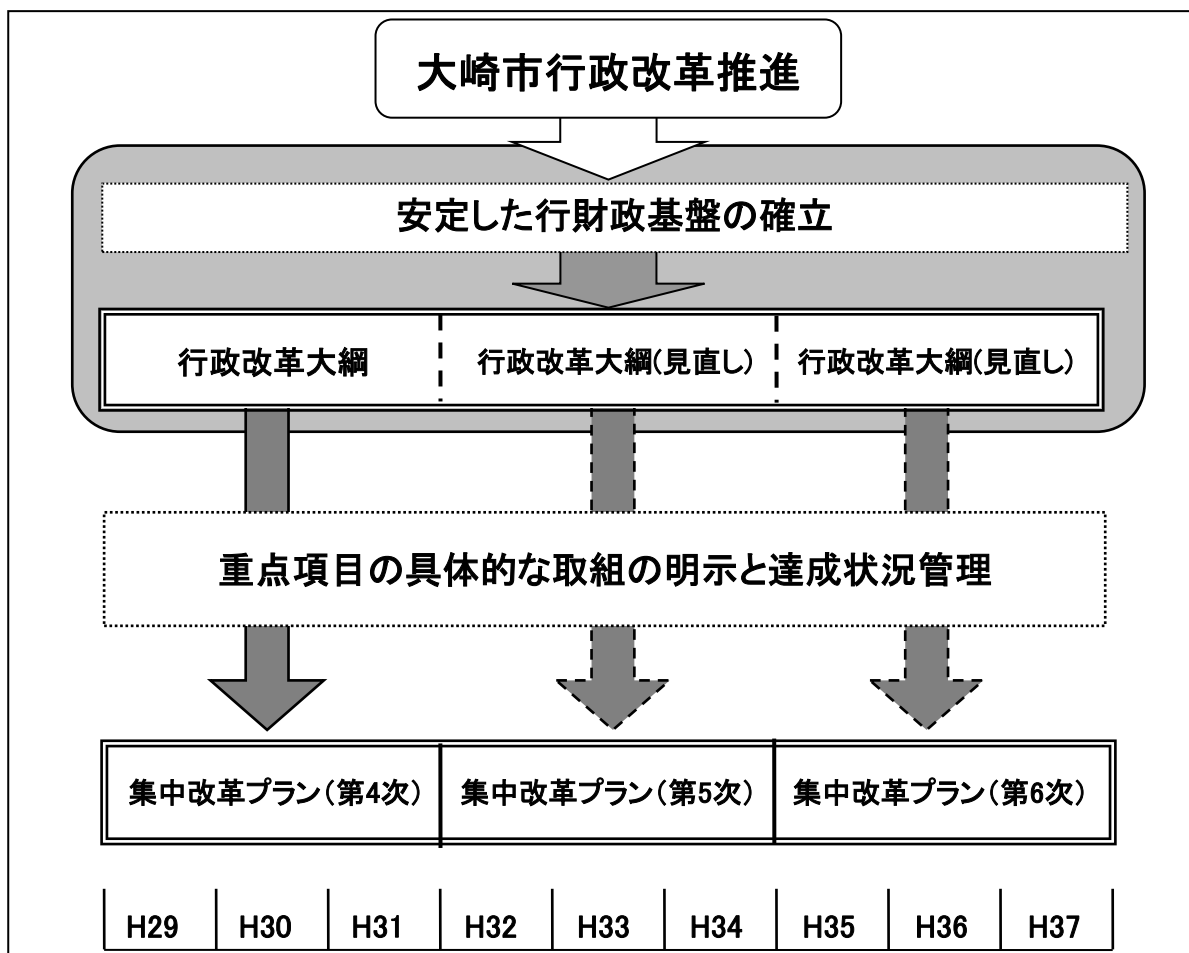 大崎市行政改革推進
安定した行財政基盤の確立
行政改革大綱
行政改革大綱(見直し)
行政改革大綱(見直し)
重点項目の具体的な取組の明示と達成状況管理
集中改革プラン(第4次)
集中改革プラン(第5次)
集中改革プラン(第6次)
H29 H30 H31 H32 H33 H34 H35 H36 H37